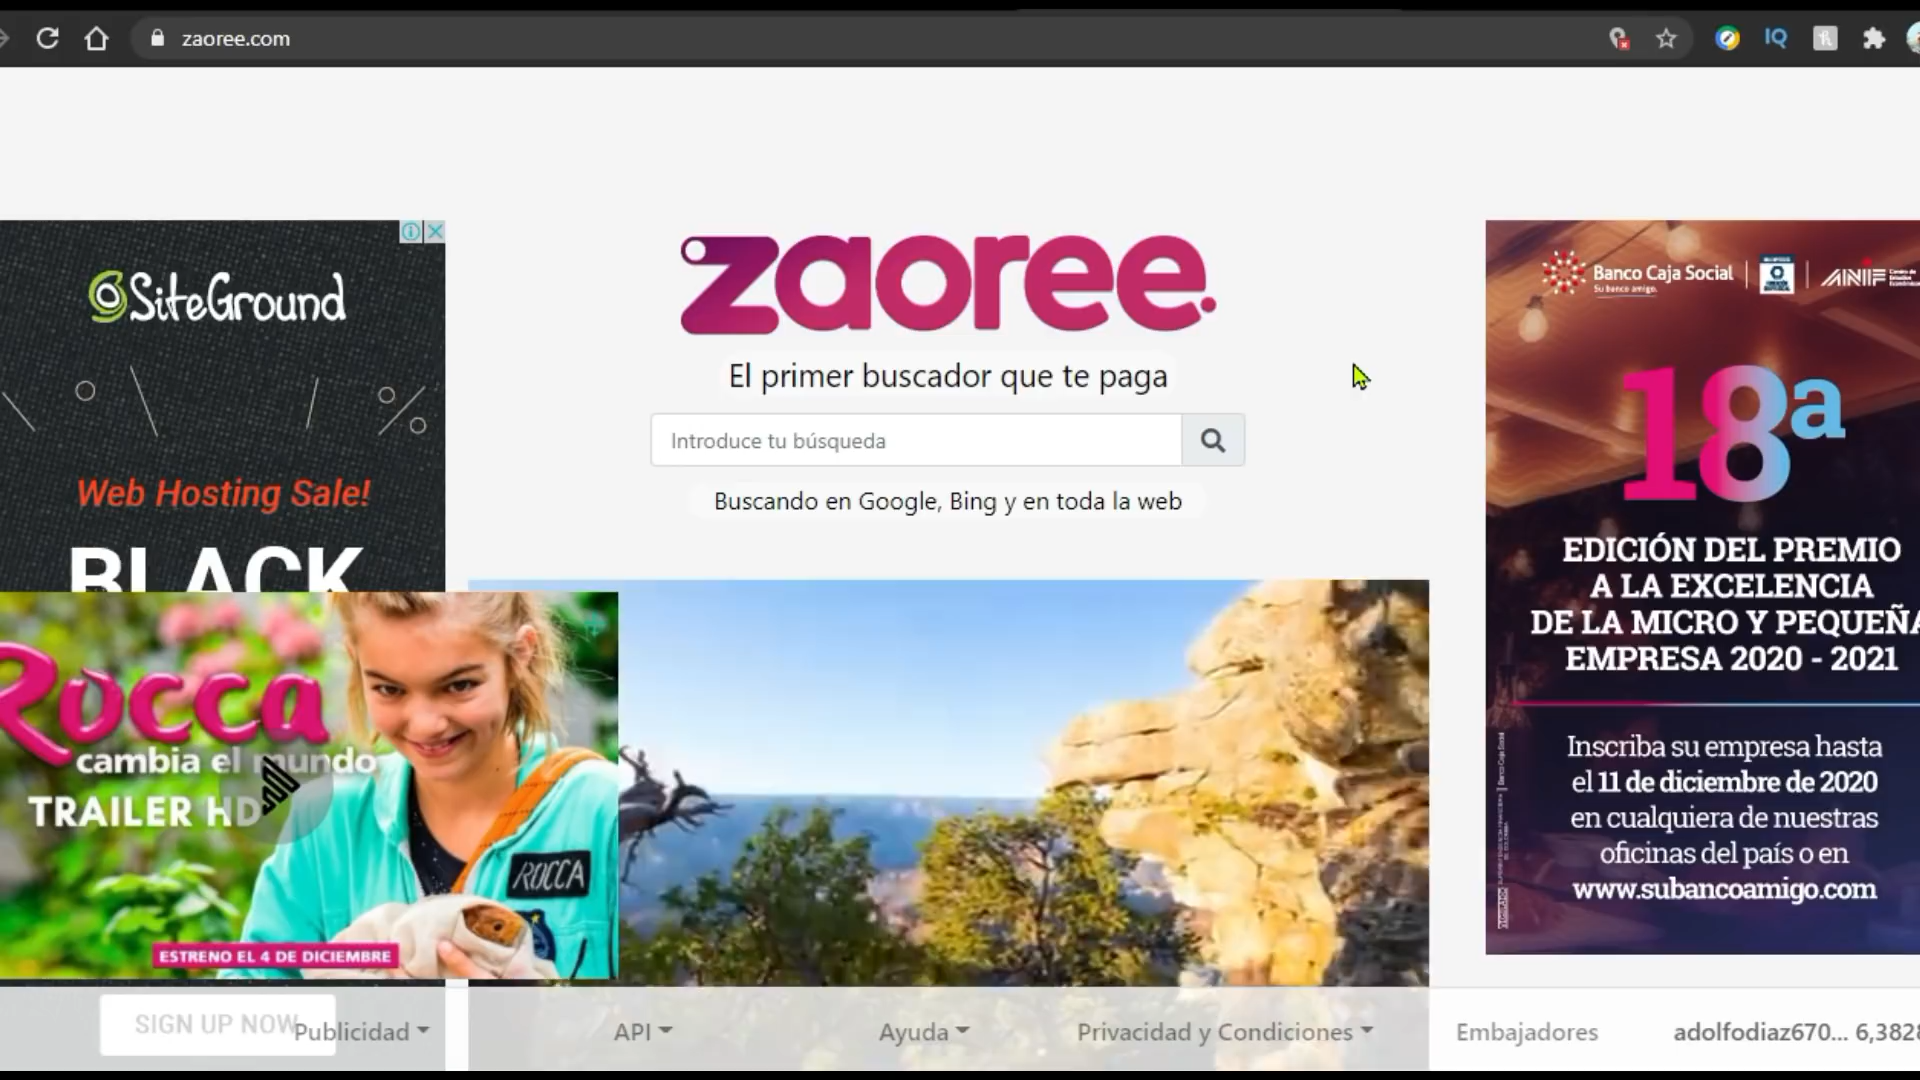 zaoree.com
IQ
SiteGround
Web Hosting Sale!
BLACK
Rocca
cambia el mundo
TRAILER HD
ROCCA
ESTRENO EL 4 DE DICIEMBRE
SIGN UP NOW
zaoree.
El primer buscador que te paga
Introduce tu búsqueda
Buscando en Google, Bing y en toda la web
Banco Caja Social
Su banco amigo.
ANIF
18ª
EDICIÓN DEL PREMIO
A LA EXCELENCIA
DE LA MICRO Y PEQUEÑA
EMPRESA 2020 - 2021
Inscriba su empresa hasta
el 11 de diciembre de 2020
en cualquiera de nuestras
oficinas del país o en
www.subancoamigo.com
Publicidad
API
Ayuda
Privacidad y Condiciones
Embajadores
adolfodiaz670... 6,382